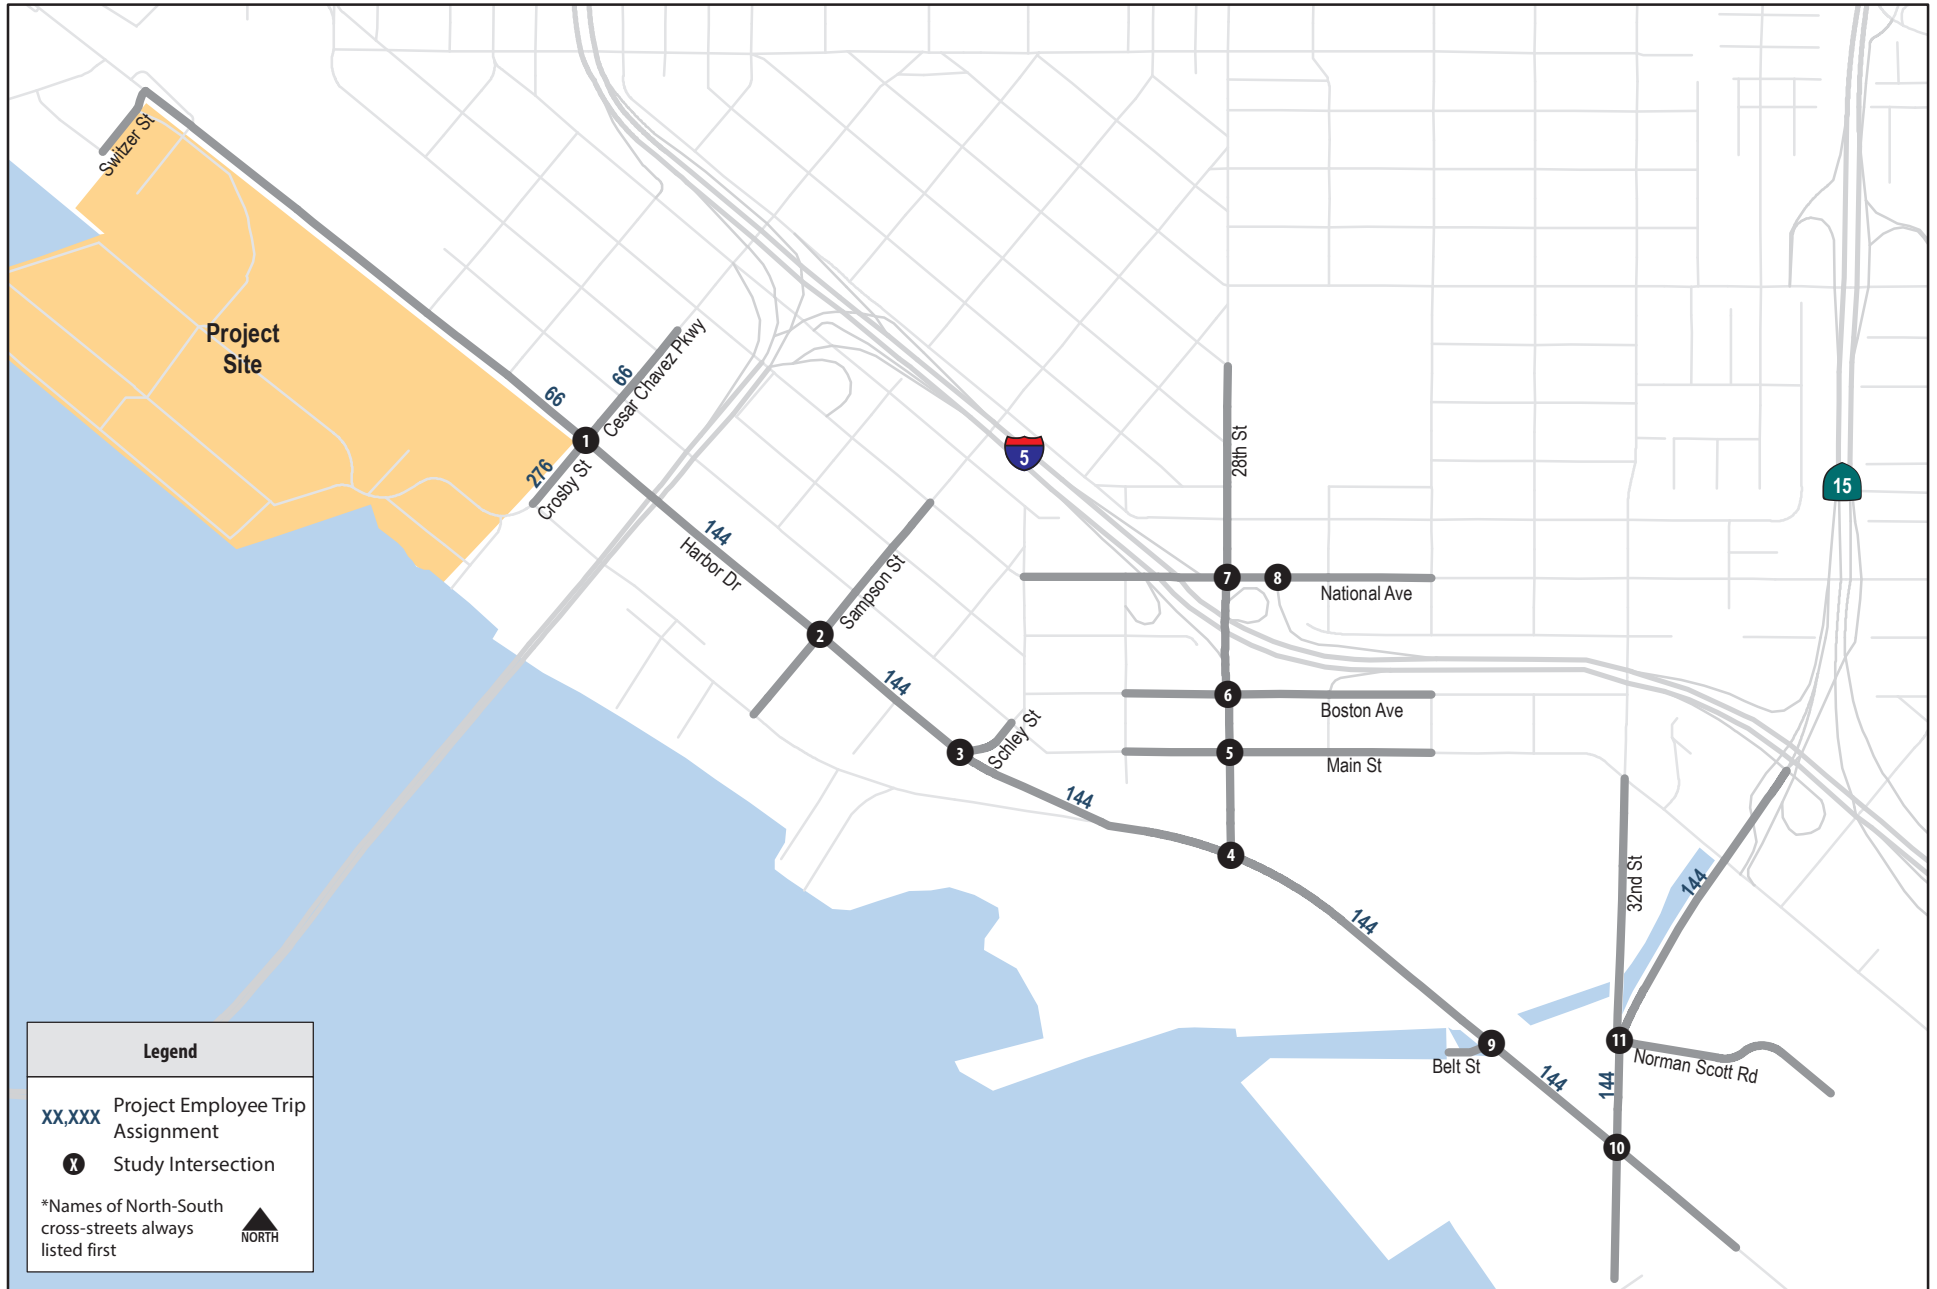 Switzer St
Project
Site
66
66
Cesar Chavez Pkwy
1
276
Crosby St
144
Harbor Dr
Sampson St
2
144
3
Schley St
144
5
28th St
15
7
8
National Ave
6
Boston Ave
5
Main St
4
144
32nd St
144
9
Belt St
144
144
11
Norman Scott Rd
10
Legend
XX,XXX
Project Employee Trip
Assignment
X
Study Intersection
*Names of North-South
cross-streets always
listed first
NORTH